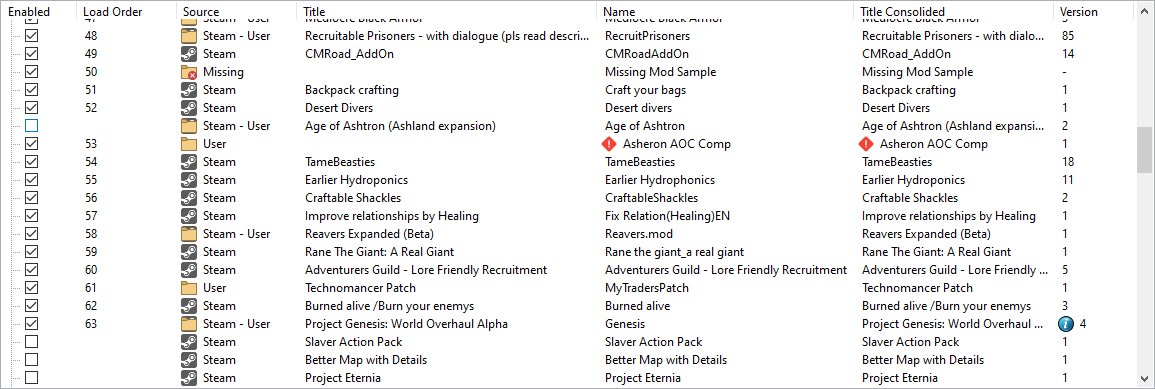 Enabled Load Order Source Title Name Title Consolidated Version
47 Steam - User Mediocre Black Armor Mediocre Black Armor Mediocre Black Armor
48 Steam - User Recruitable Prisoners - with dialogue (pls read descri... RecruitPrisoners Recruitable Prisoners - with dialo... 85
49 Steam CMRoad_AddOn CMRoadAddOn CMRoad_AddOn 14
50 Missing Missing Mod Sample Missing Mod Sample -
51 Steam Backpack crafting Craft your bags Backpack crafting 1
52 Steam Desert Divers Desert divers Desert Divers 1
Steam - User Age of Ashtron (Ashland expansion) Age of Ashtron Age of Ashtron (Ashland expansi... 2
53 User Asheron AOC Comp Asheron AOC Comp 1
54 Steam TameBeasties TameBeasties TameBeasties 18
55 Steam Earlier Hydroponics Earlier Hydrophonics Earlier Hydroponics 11
56 Steam Craftable Shackles CraftableShackles Craftable Shackles 2
57 Steam Improve relationships by Healing Fix Relation(Healing)EN Improve relationships by Healing 1
58 Steam - User Reavers Expanded (Beta) Reavers.mod Reavers Expanded (Beta) 1
59 Steam Rane The Giant: A Real Giant Rane the giant_a real giant Rane The Giant: A Real Giant 1
60 Steam Adventurers Guild - Lore Friendly Recruitment Adventurers Guild - Lore Friendly Recruitment Adventurers Guild - Lore Friendly ... 5
61 User Technomancer Patch MyTradersPatch Technomancer Patch 1
62 Steam Burned alive /Burn your enemys Burned alive Burned alive /Burn your enemys 3
63 Steam - User Project Genesis: World Overhaul Alpha Genesis Project Genesis: World Overhaul ... 4
Steam Slaver Action Pack Slaver Action Pack Slaver Action Pack 1
Steam Better Map with Details Better Map with Details Better Map with Details 1
Steam Project Eternia Project Eternia Project Eternia 1